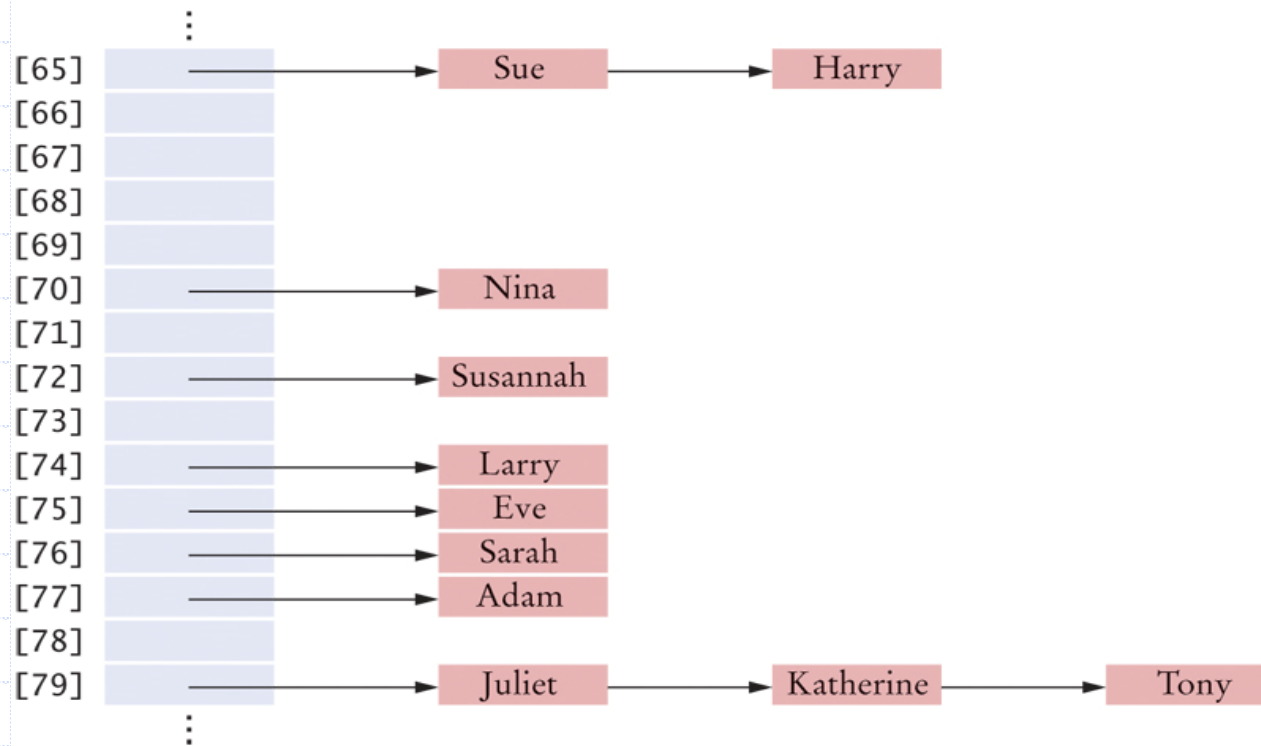 [65] Sue Harry
[66]
[67]
[68]
[69]
[70] Nina
[71]
[72] Susannah
[73]
[74] Larry
[75] Eve
[76] Sarah
[77] Adam
[78]
[79] Juliet Katherine Tony